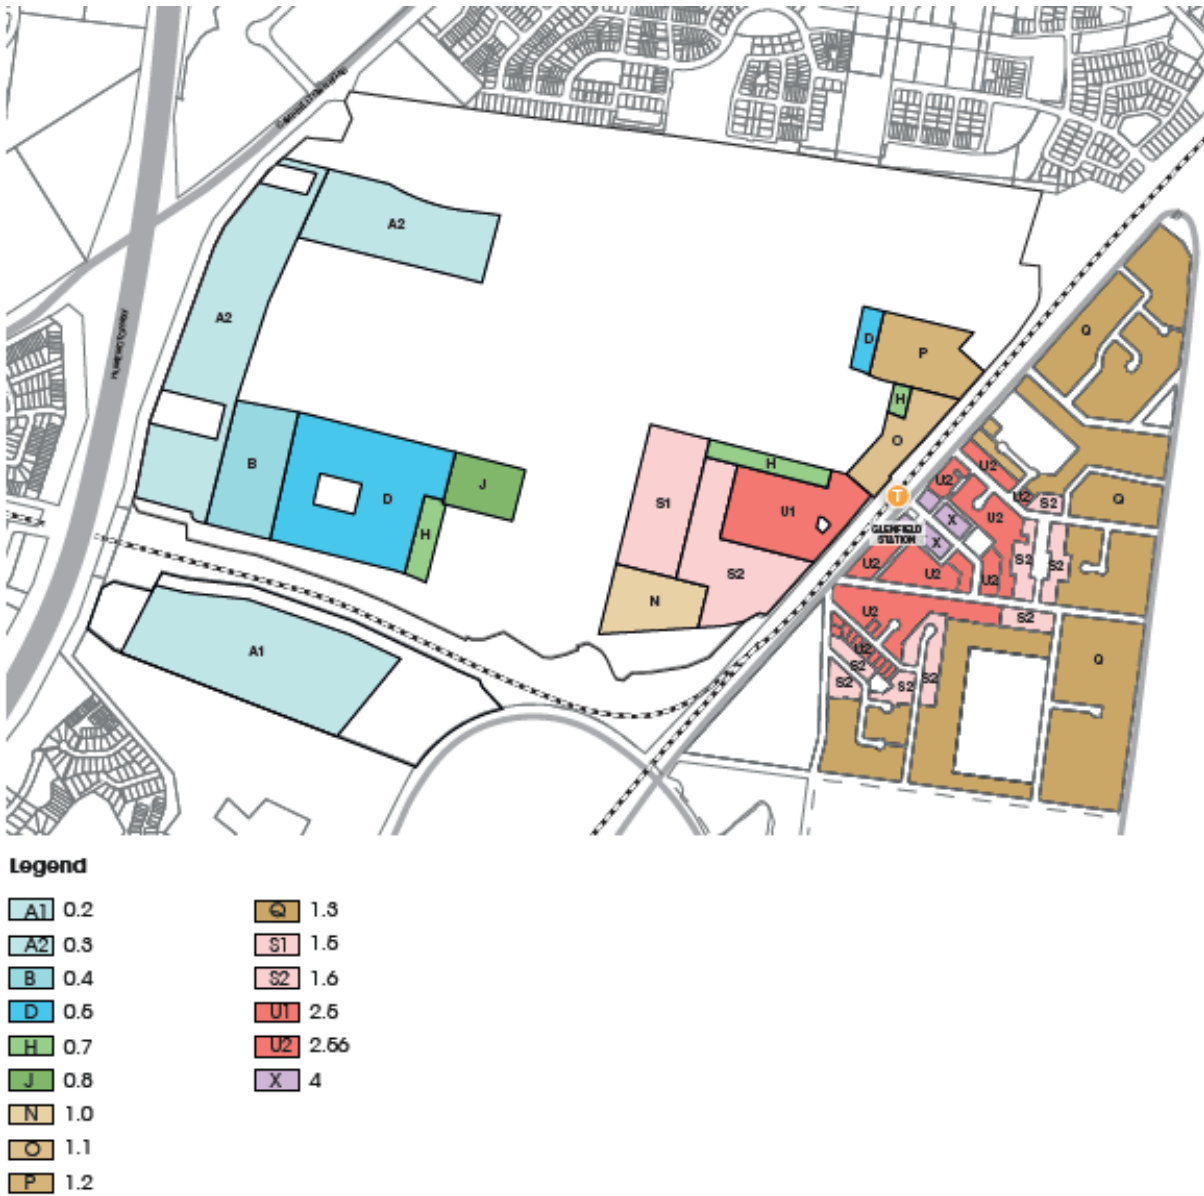 A2
A2
D
P
Q
H
B
D
J
H
S1
H
O
U1
T
GLENFIELD
STATION
U2
U2
U2
S2
Q
X
U2
X
S2
S2
H
N
S2
U2
U2
U2
A1
U2
S2
U2
S2
S2
S2
S2
Q
Legend
A1 0.2
A2 0.3
B 0.4
D 0.5
H 0.7
J 0.8
N 1.0
O 1.1
P 1.2
Q 1.3
S1 1.5
S2 1.6
U1 2.5
U2 2.56
X 4